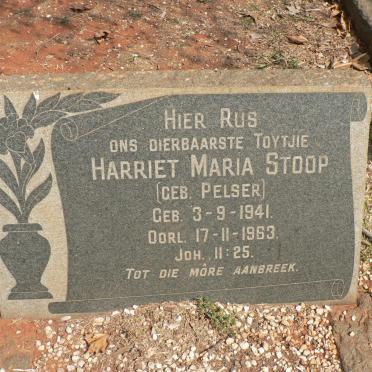 HIER RUS
ONS DIERBAARSTE TOYTJIE
HARRIET MARIA STOOP
(GEB. PELSER)
GEB. 3-9-1941.
OORL. 17-11-1963.
JOH. 11:25.
TOT DIE MÔRE AANBREEK.